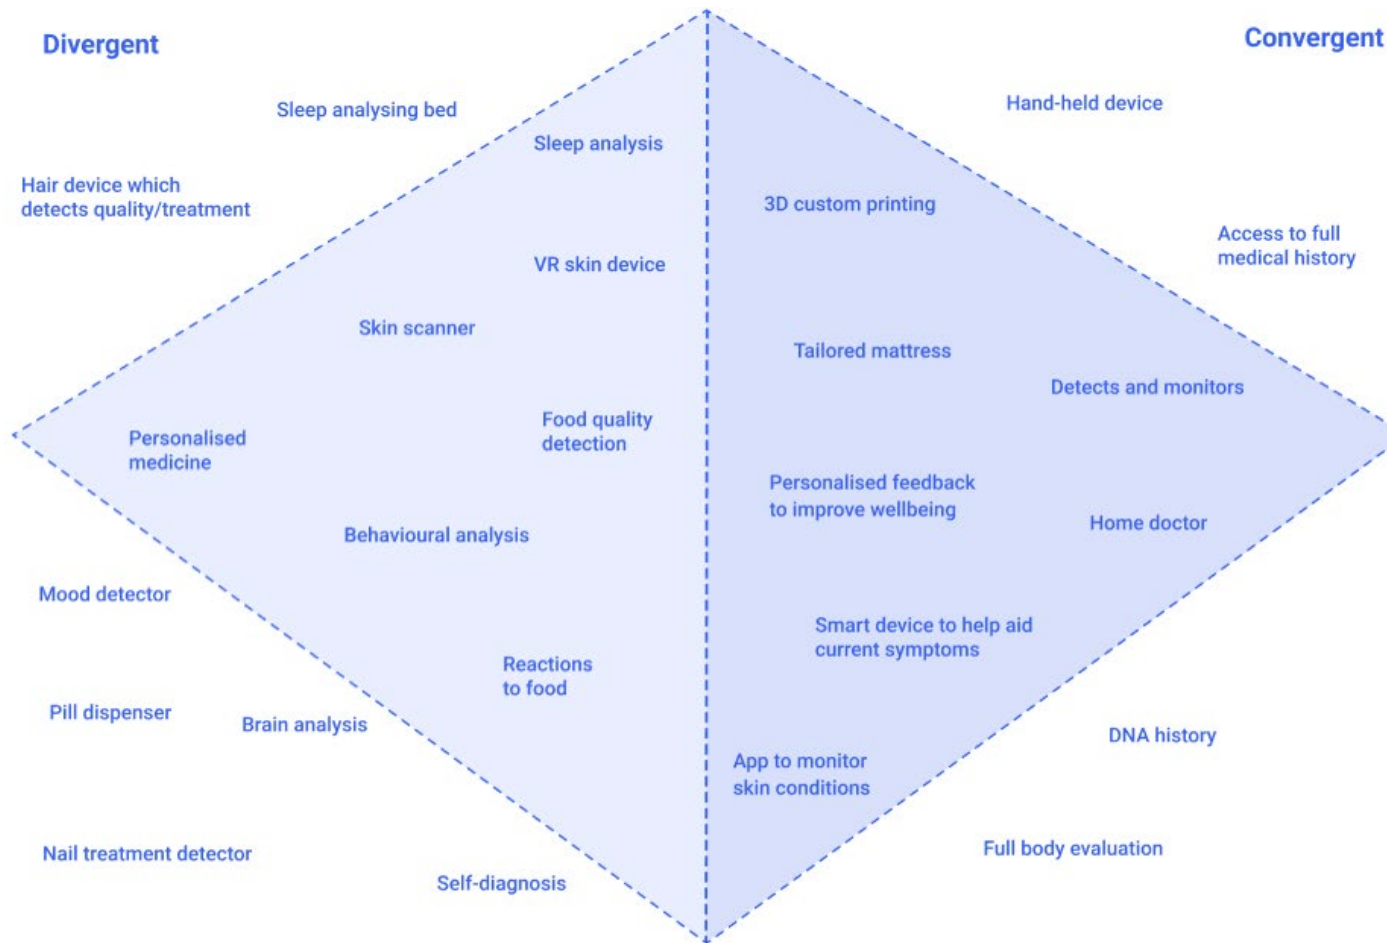 Divergent
Convergent
Sleep analysing bed
Sleep analysis
Hair device which
detects quality/treatment
VR skin device
Skin scanner
Personalised
medicine
Food quality
detection
Behavioural analysis
Mood detector
Reactions
to food
Pill dispenser
Brain analysis
Nail treatment detector
Self-diagnosis
Hand-held device
3D custom printing
Access to full
medical history
Tailored mattress
Detects and monitors
Personalised feedback
to improve wellbeing
Home doctor
Smart device to help aid
current symptoms
DNA history
App to monitor
skin conditions
Full body evaluation